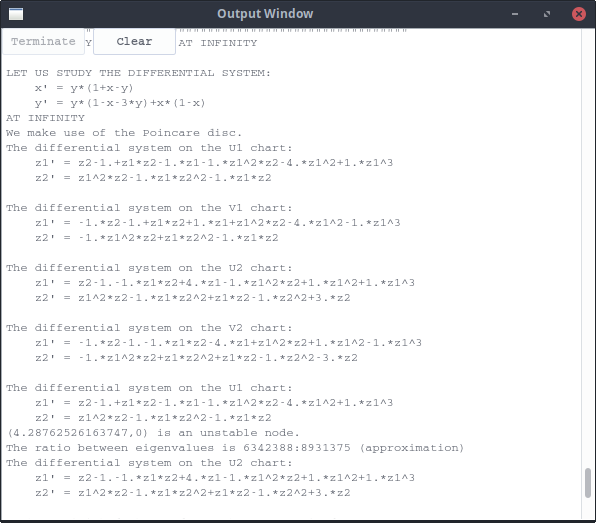 Output Window
Terminate Clear
Y AT INFINITY
LET US STUDY THE DIFFERENTIAL SYSTEM:
x' = y*(1+x-y)
y' = y*(1-x-3*y)+x*(1-x)
AT INFINITY
We make use of the Poincare disc.
The differential system on the U1 chart:
z1' = z2-1.+z1*z2-1.*z1-1.*z1^2*z2-4.*z1^2+1.*z1^3
z2' = z1^2*z2-1.*z1*z2^2-1.*z1*z2
The differential system on the V1 chart:
z1' = -1.*z2-1.+z1*z2+1.*z1+z1^2*z2-4.*z1^2-1.*z1^3
z2' = -1.*z1^2*z2+z1*z2^2-1.*z1*z2
The differential system on the U2 chart:
z1' = z2-1.-1.*z1*z2+4.*z1-1.*z1^2*z2+1.*z1^2+1.*z1^3
z2' = z1^2*z2-1.*z1*z2^2+z1*z2-1.*z2^2+3.*z2
The differential system on the V2 chart:
z1' = -1.*z2-1.-1.*z1*z2-4.*z1+z1^2*z2+1.*z1^2-1.*z1^3
z2' = -1.*z1^2*z2+z1*z2^2+z1*z2-1.*z2^2-3.*z2
The differential system on the U1 chart:
z1' = z2-1.+z1*z2-1.*z1-1.*z1^2*z2-4.*z1^2+1.*z1^3
z2' = z1^2*z2-1.*z1*z2^2-1.*z1*z2
(4.28762526163747,0) is an unstable node.
The ratio between eigenvalues is 6342388:8931375 (approximation)
The differential system on the U2 chart:
z1' = z2-1.-1.*z1*z2+4.*z1-1.*z1^2*z2+1.*z1^2+1.*z1^3
z2' = z1^2*z2-1.*z1*z2^2+z1*z2-1.*z2^2+3.*z2